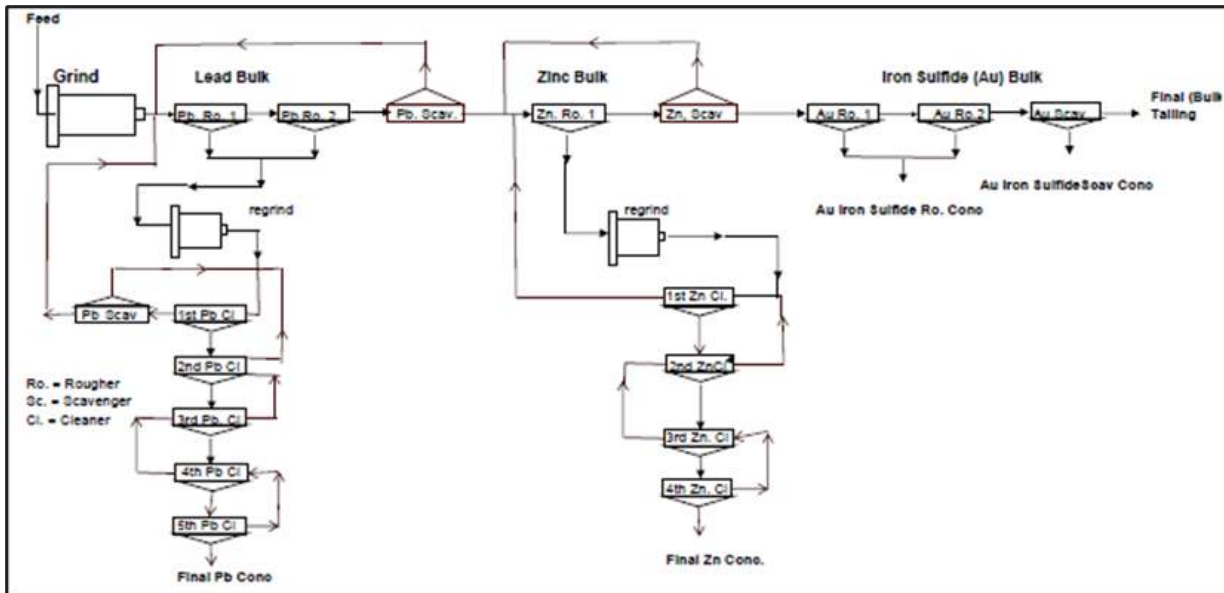 Feed
Grind
Lead Bulk
Zinc Bulk
Iron Sulfide (Au) Bulk
Pb. Ro. 1
Pb Ro. 2
Pb. Scav.
Zn. Ro. 1
Zn. Scav
Au Ro. 1
Au Ro.2
Au Scav
Final (Bulk
Tailing
Au Iron SulfideSoav Cono
Au Iron Sulfide Ro. Cono
regrind
regrind
Pb Scav
1st Pb Cl
1st Zn Cl.
2nd Pb Cl
2nd ZnCl
Ro. = Rougher
Sc. = Scavenger
Cl. = Cleaner
3rd Pb. Cl
3rd Zn. Cl
4th Pb Cl
4th Zn. Cl
5th Pb Cl
Final Zn Cono.
Final Pb Cono